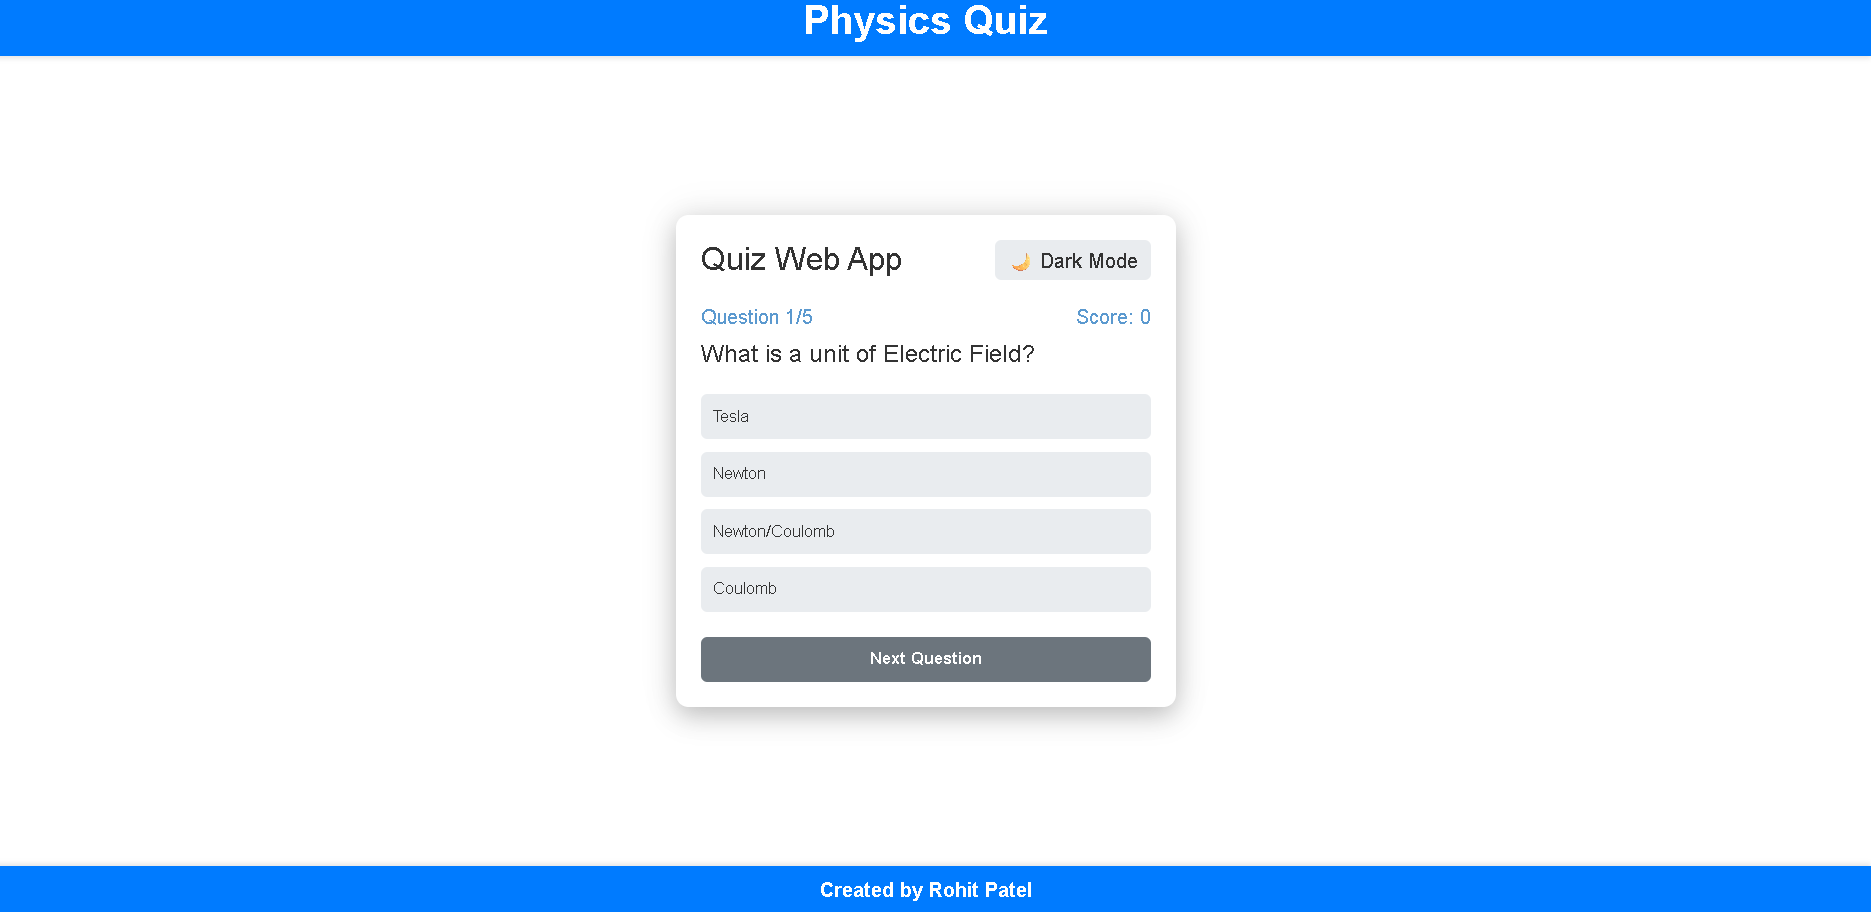 Physics Quiz
Quiz Web App
🌙 Dark Mode
Question 1/5
Score: 0
What is a unit of Electric Field?
Tesla
Newton
Newton/Coulomb
Coulomb
Next Question
Created by Rohit Patel